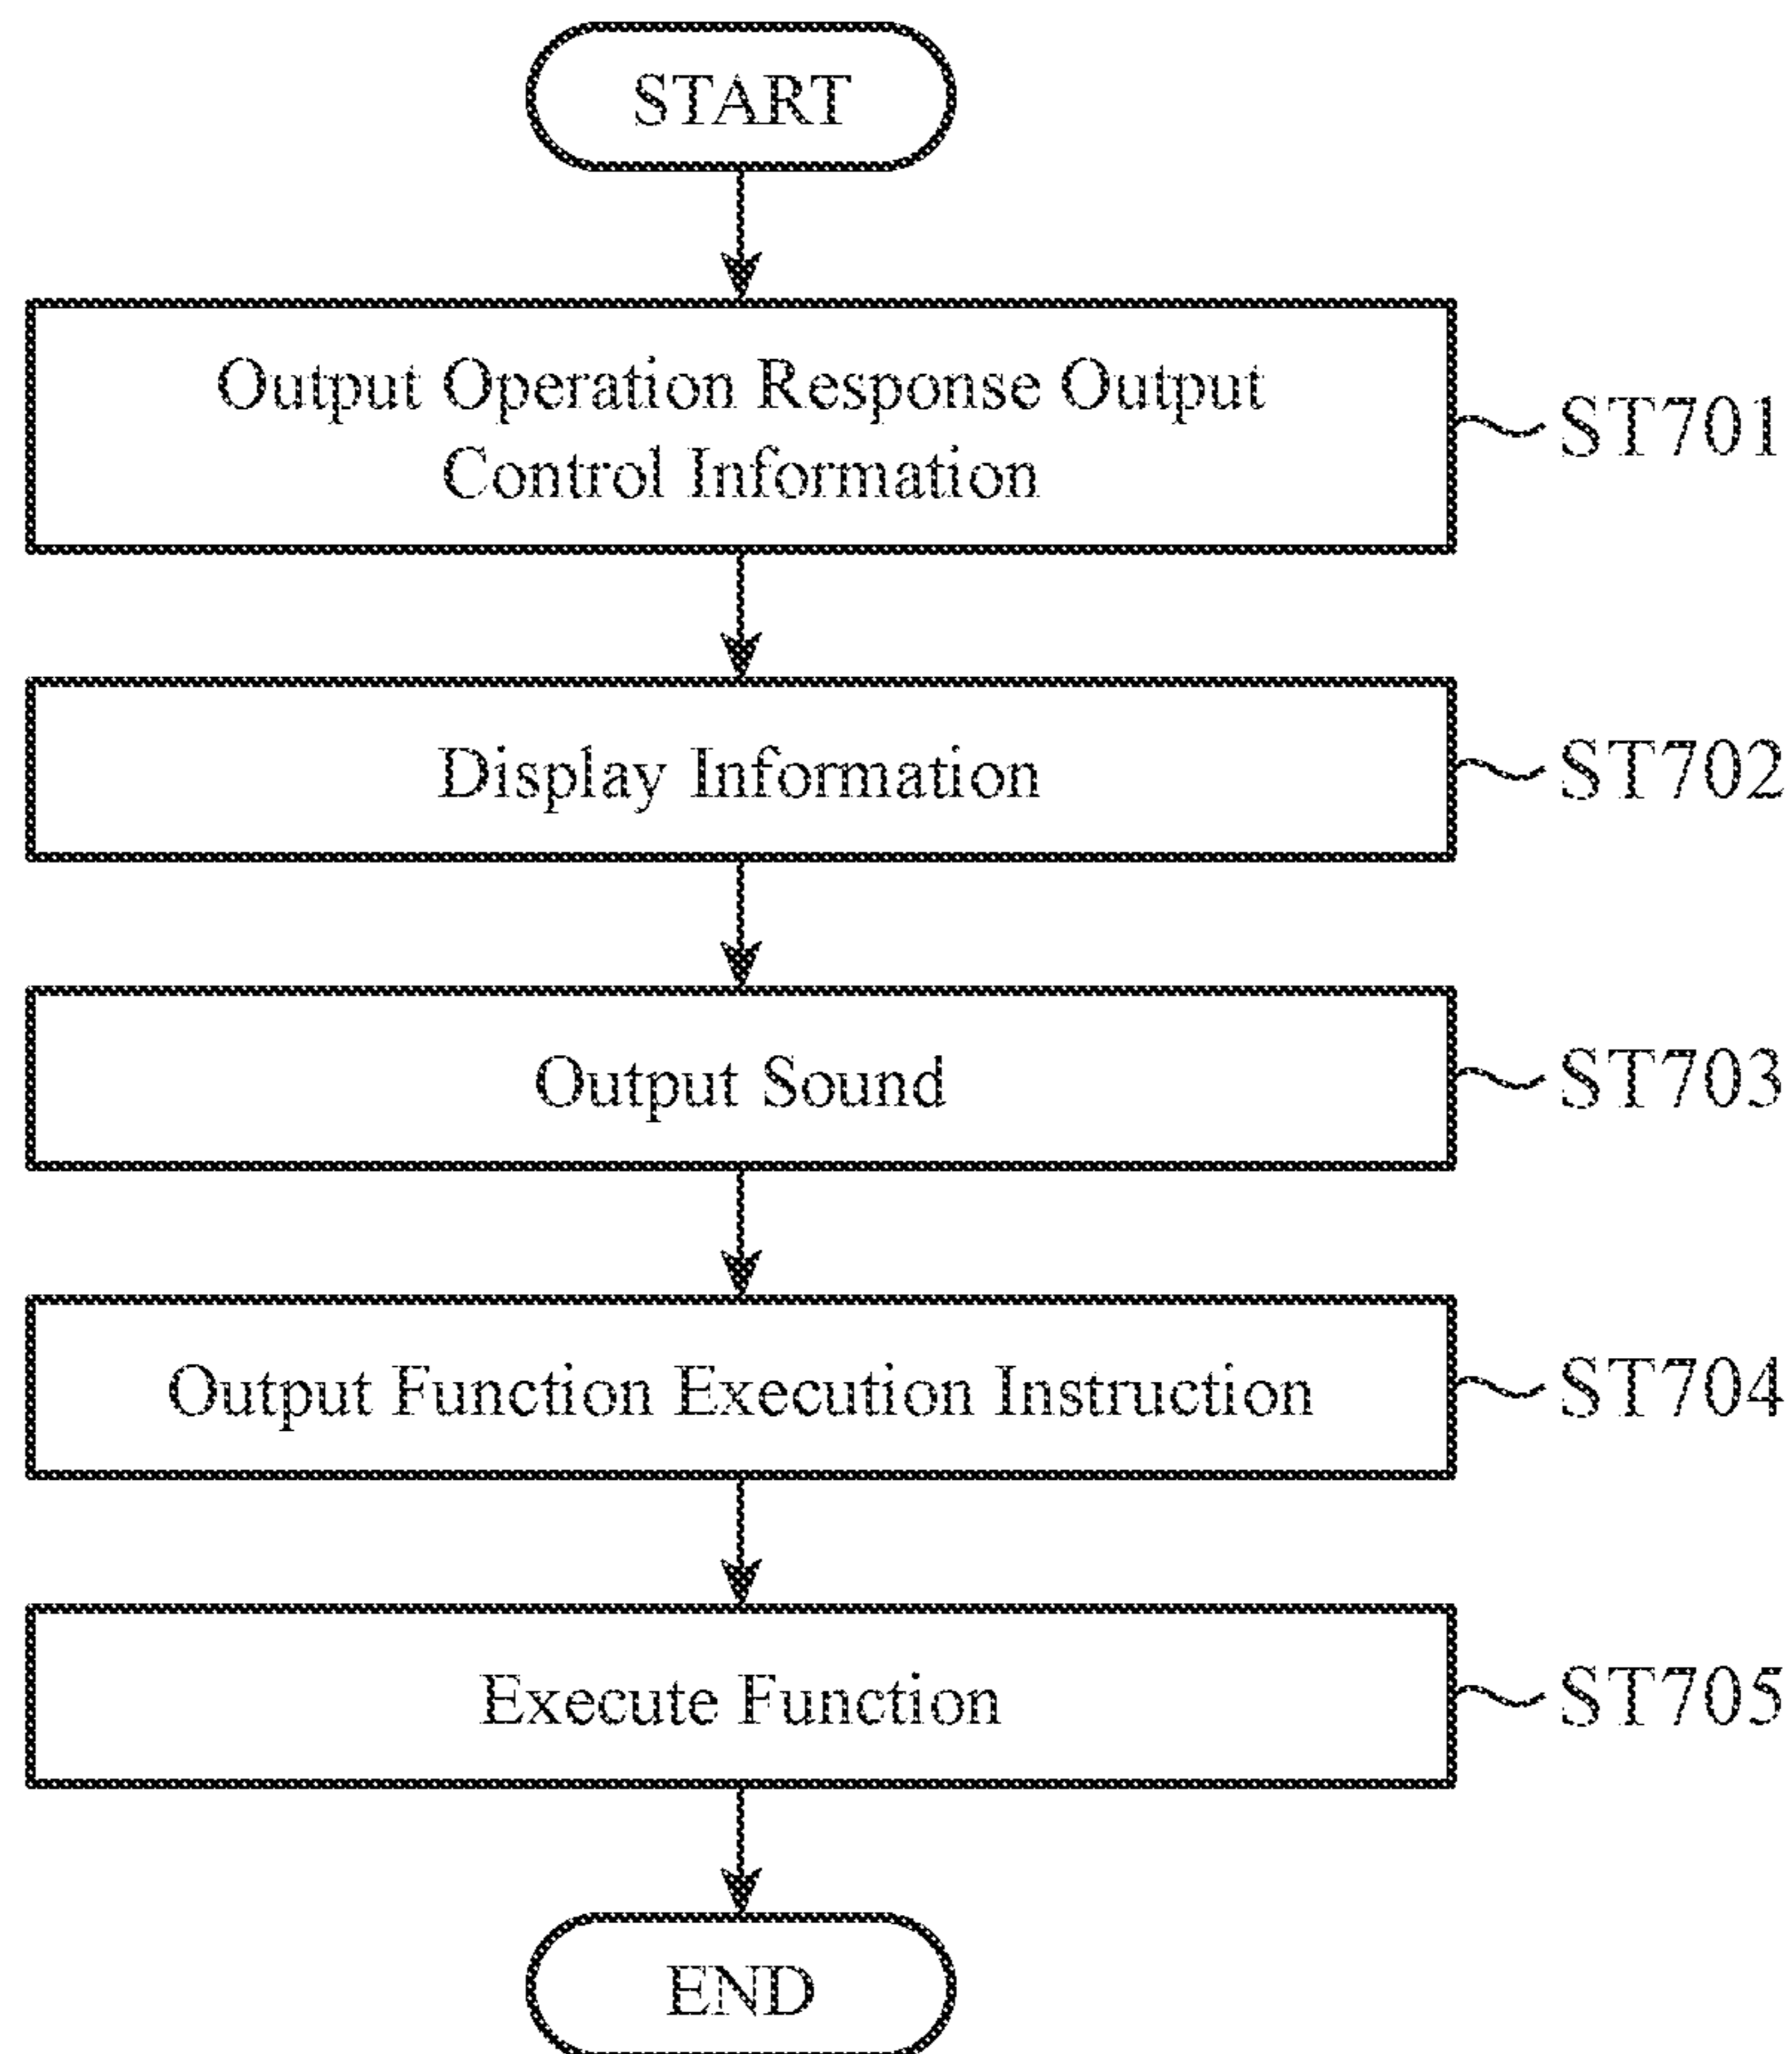 START
Output Operation Response Output
Control Information
ST701
Display Information
ST702
Output Sound
ST703
Output Function Execution Instruction
ST704
Execute Function
ST705
END